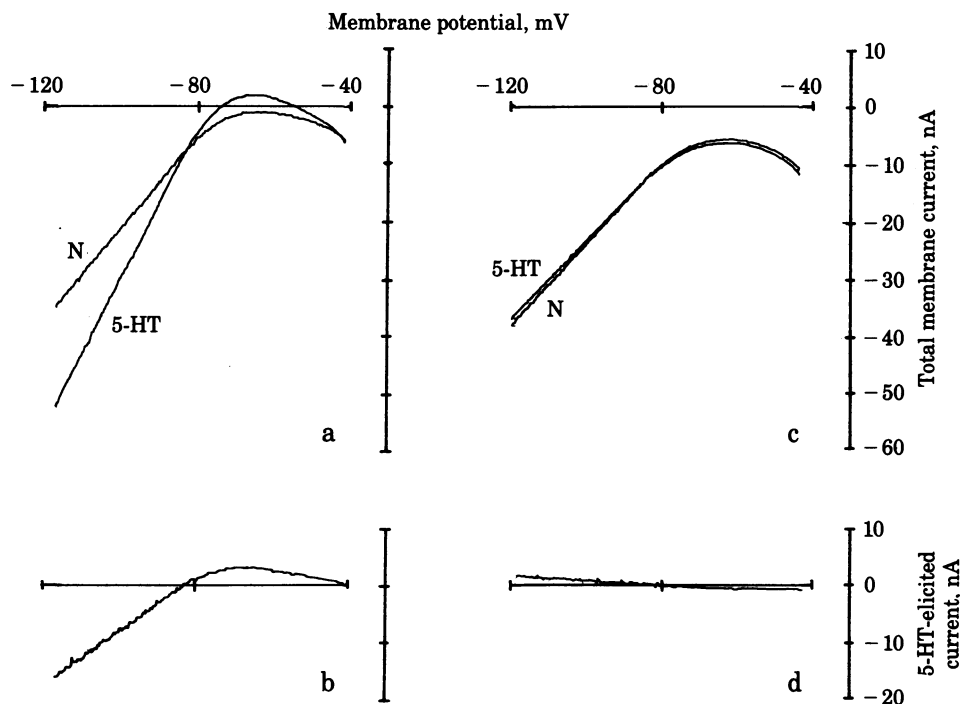 Membrane potential, mV
−120 −80 −40
−120 −80 −40
10
0
−10
−20
−30
−40
−50
−60
Total membrane current, nA
N
5-HT
a
5-HT
N
c
10
0
−10
−20
5-HT-elicited
current, nA
b
d